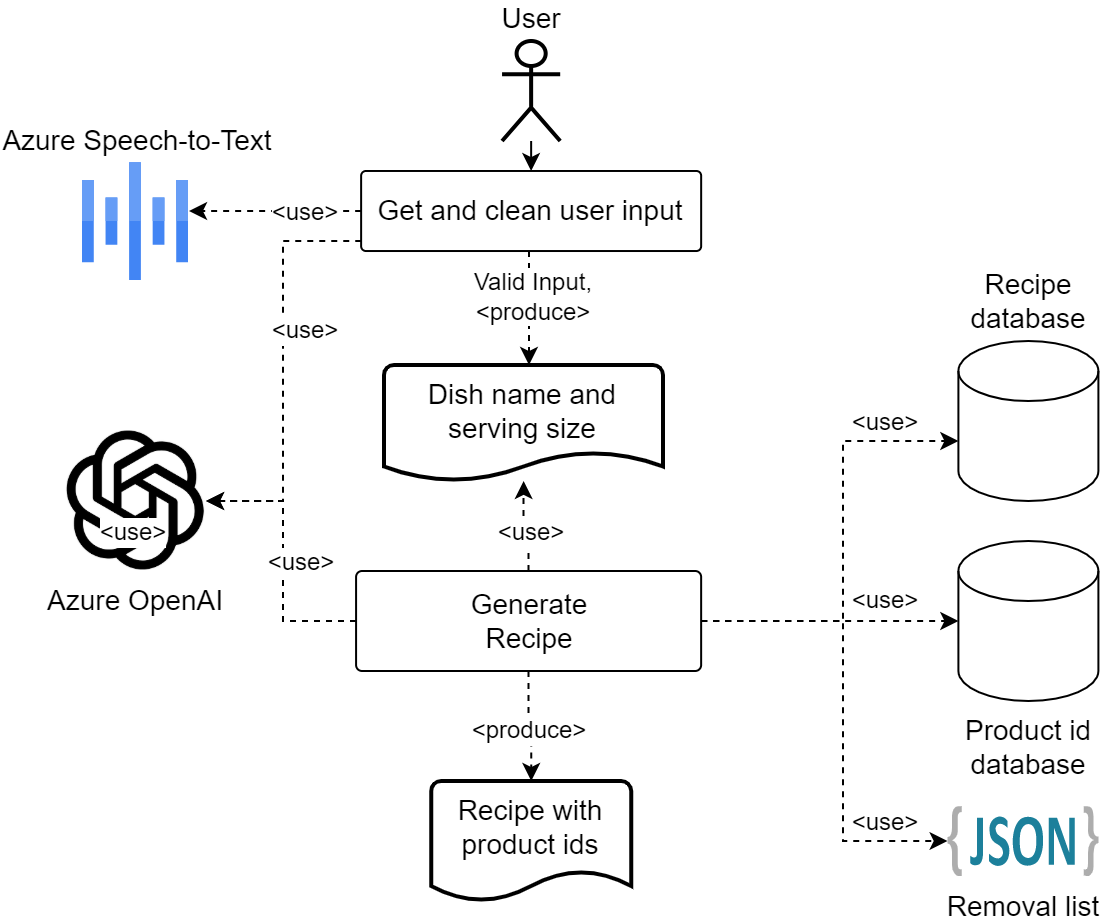 User
Azure Speech-to-Text
<use>
Get and clean user input
Valid Input,
<produce>
<use>
Recipe
database
Dish name and
serving size
<use>
<use>
<use>
<use>
Azure OpenAI
Generate
Recipe
<use>
<produce>
Product id
database
Recipe with
product ids
<use>
{JSON}
Removal list